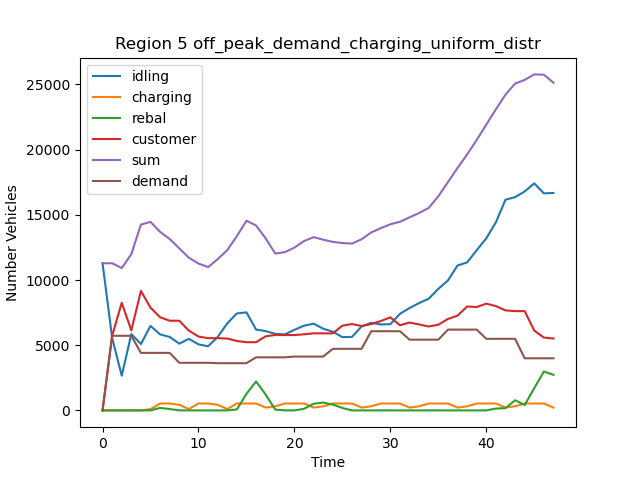 Region 5 off_peak_demand_charging_uniform_distr
idling
charging
rebal
customer
sum
demand
25000
20000
15000
10000
5000
0
Number Vehicles
0 10 20 30 40
Time